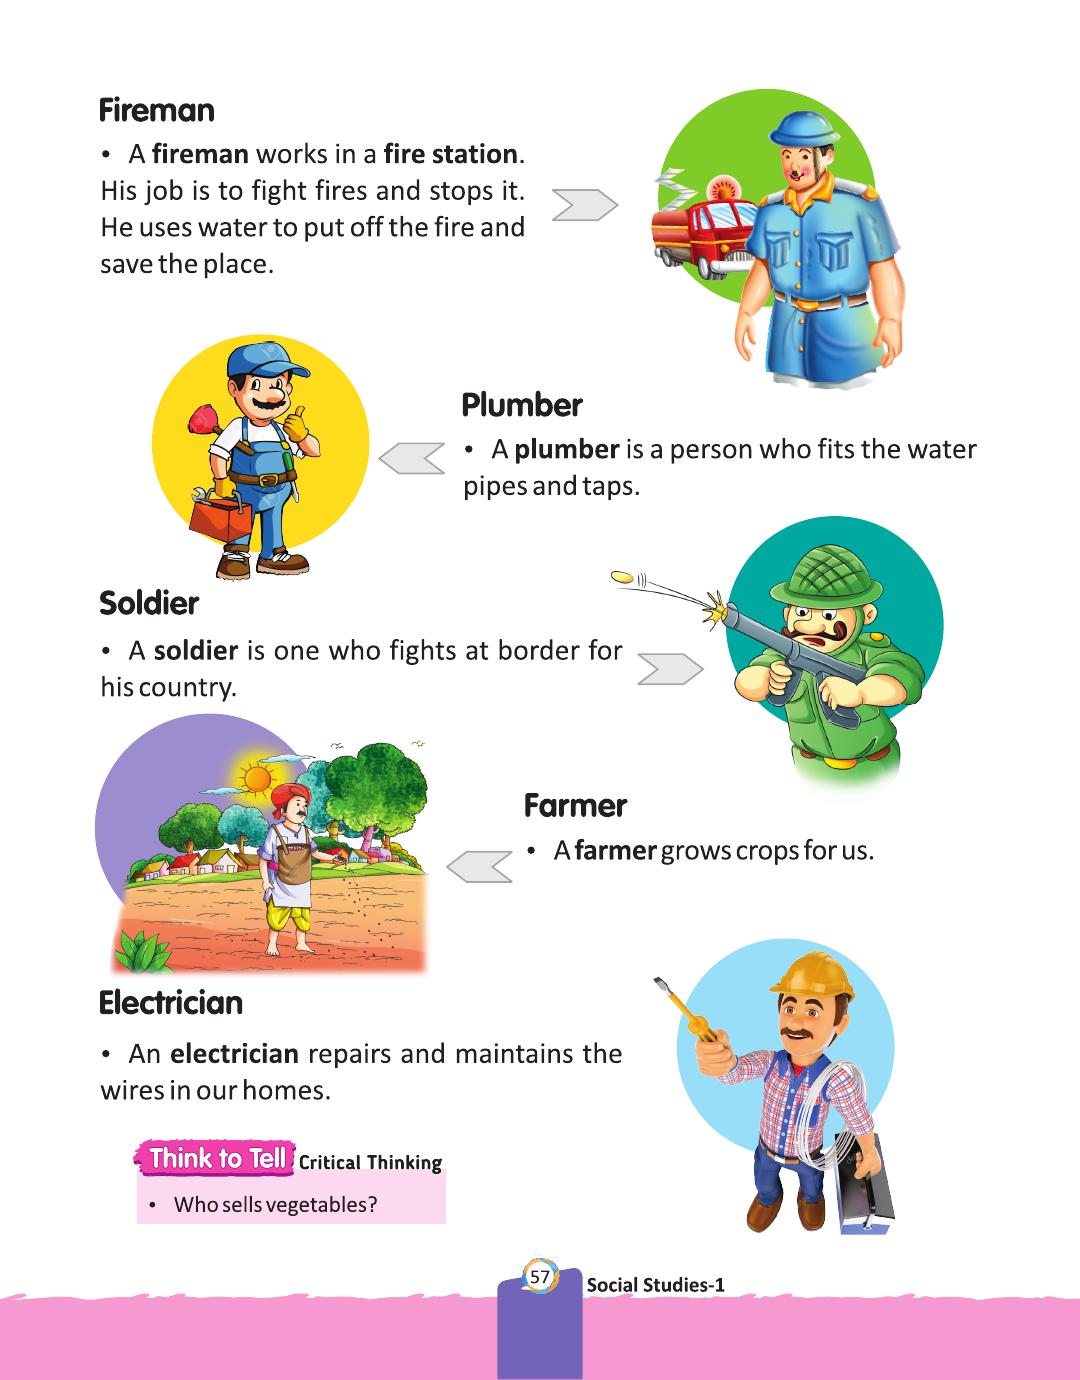 Fireman
• A fireman works in a fire station.
His job is to fight fires and stops it.
He uses water to put off the fire and
save the place.
Plumber
• A plumber is a person who fits the water
pipes and taps.
Soldier
• A soldier is one who fights at border for
his country.
Farmer
• A farmer grows crops for us.
Electrician
• An electrician repairs and maintains the
wires in our homes.
Think to Tell Critical Thinking
• Who sells vegetables?
57
Social Studies-1